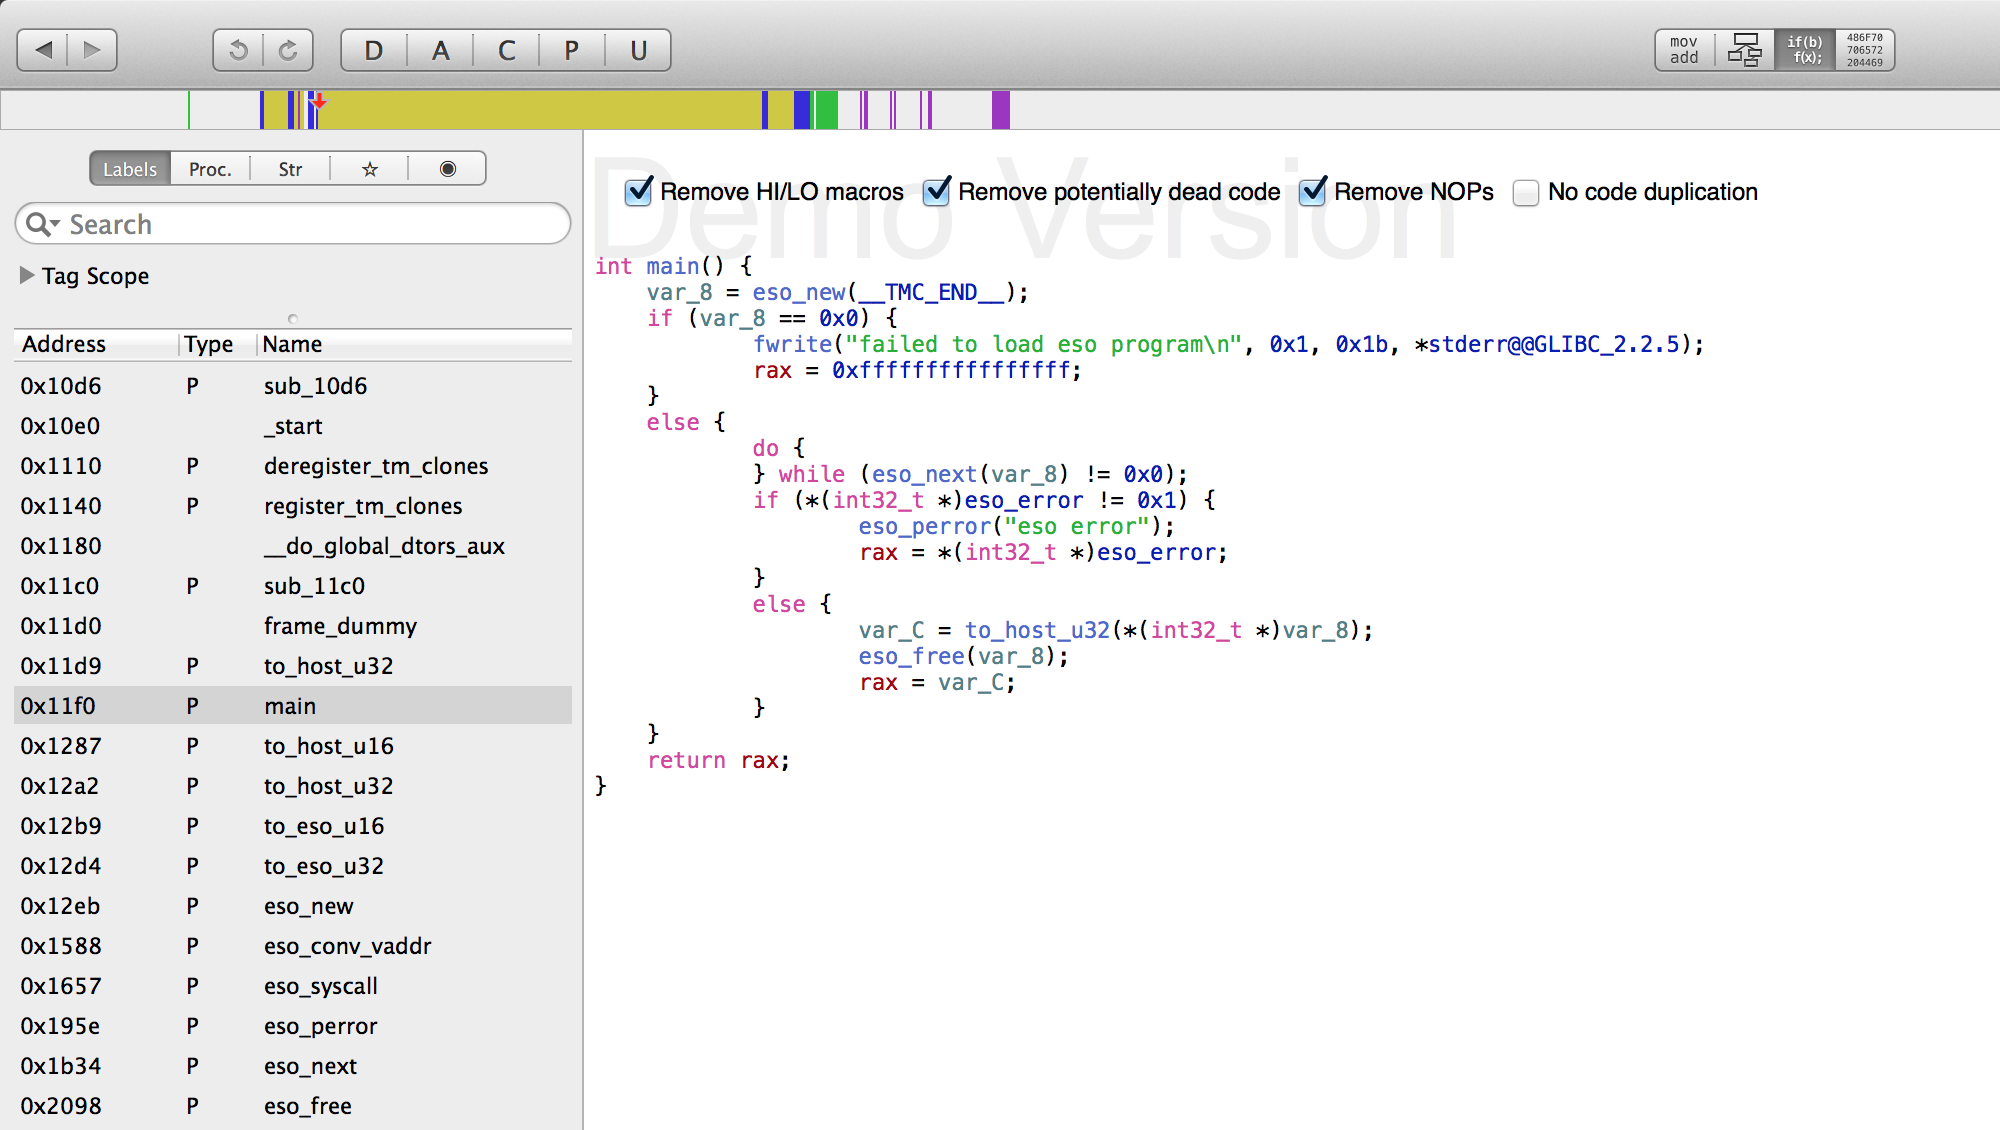 D A C P U
mov add
if(b) f(x);
486F70 706572 204469
Labels Proc. Str
Search
Tag Scope
Address Type Name
0x10d6 P sub_10d6
0x10e0 _start
0x1110 P deregister_tm_clones
0x1140 P register_tm_clones
0x1180 __do_global_dtors_aux
0x11c0 P sub_11c0
0x11d0 frame_dummy
0x11d9 P to_host_u32
0x11f0 P main
0x1287 P to_host_u16
0x12a2 P to_host_u32
0x12b9 P to_eso_u16
0x12d4 P to_eso_u32
0x12eb P eso_new
0x1588 P eso_conv_vaddr
0x1657 P eso_syscall
0x195e P eso_perror
0x1b34 P eso_next
0x2098 P eso_free
Demo Version
Remove HI/LO macros Remove potentially dead code Remove NOPs No code duplication
int main() {
var_8 = eso_new(__TMC_END__);
if (var_8 == 0x0) {
fwrite("failed to load eso program\n", 0x1, 0x1b, *stderr@@GLIBC_2.2.5);
rax = 0xffffffffffffffff;
}
else {
do {
} while (eso_next(var_8) != 0x0);
if (*(int32_t *)eso_error != 0x1) {
eso_perror("eso error");
rax = *(int32_t *)eso_error;
}
else {
var_C = to_host_u32(*(int32_t *)var_8);
eso_free(var_8);
rax = var_C;
}
}
return rax;
}